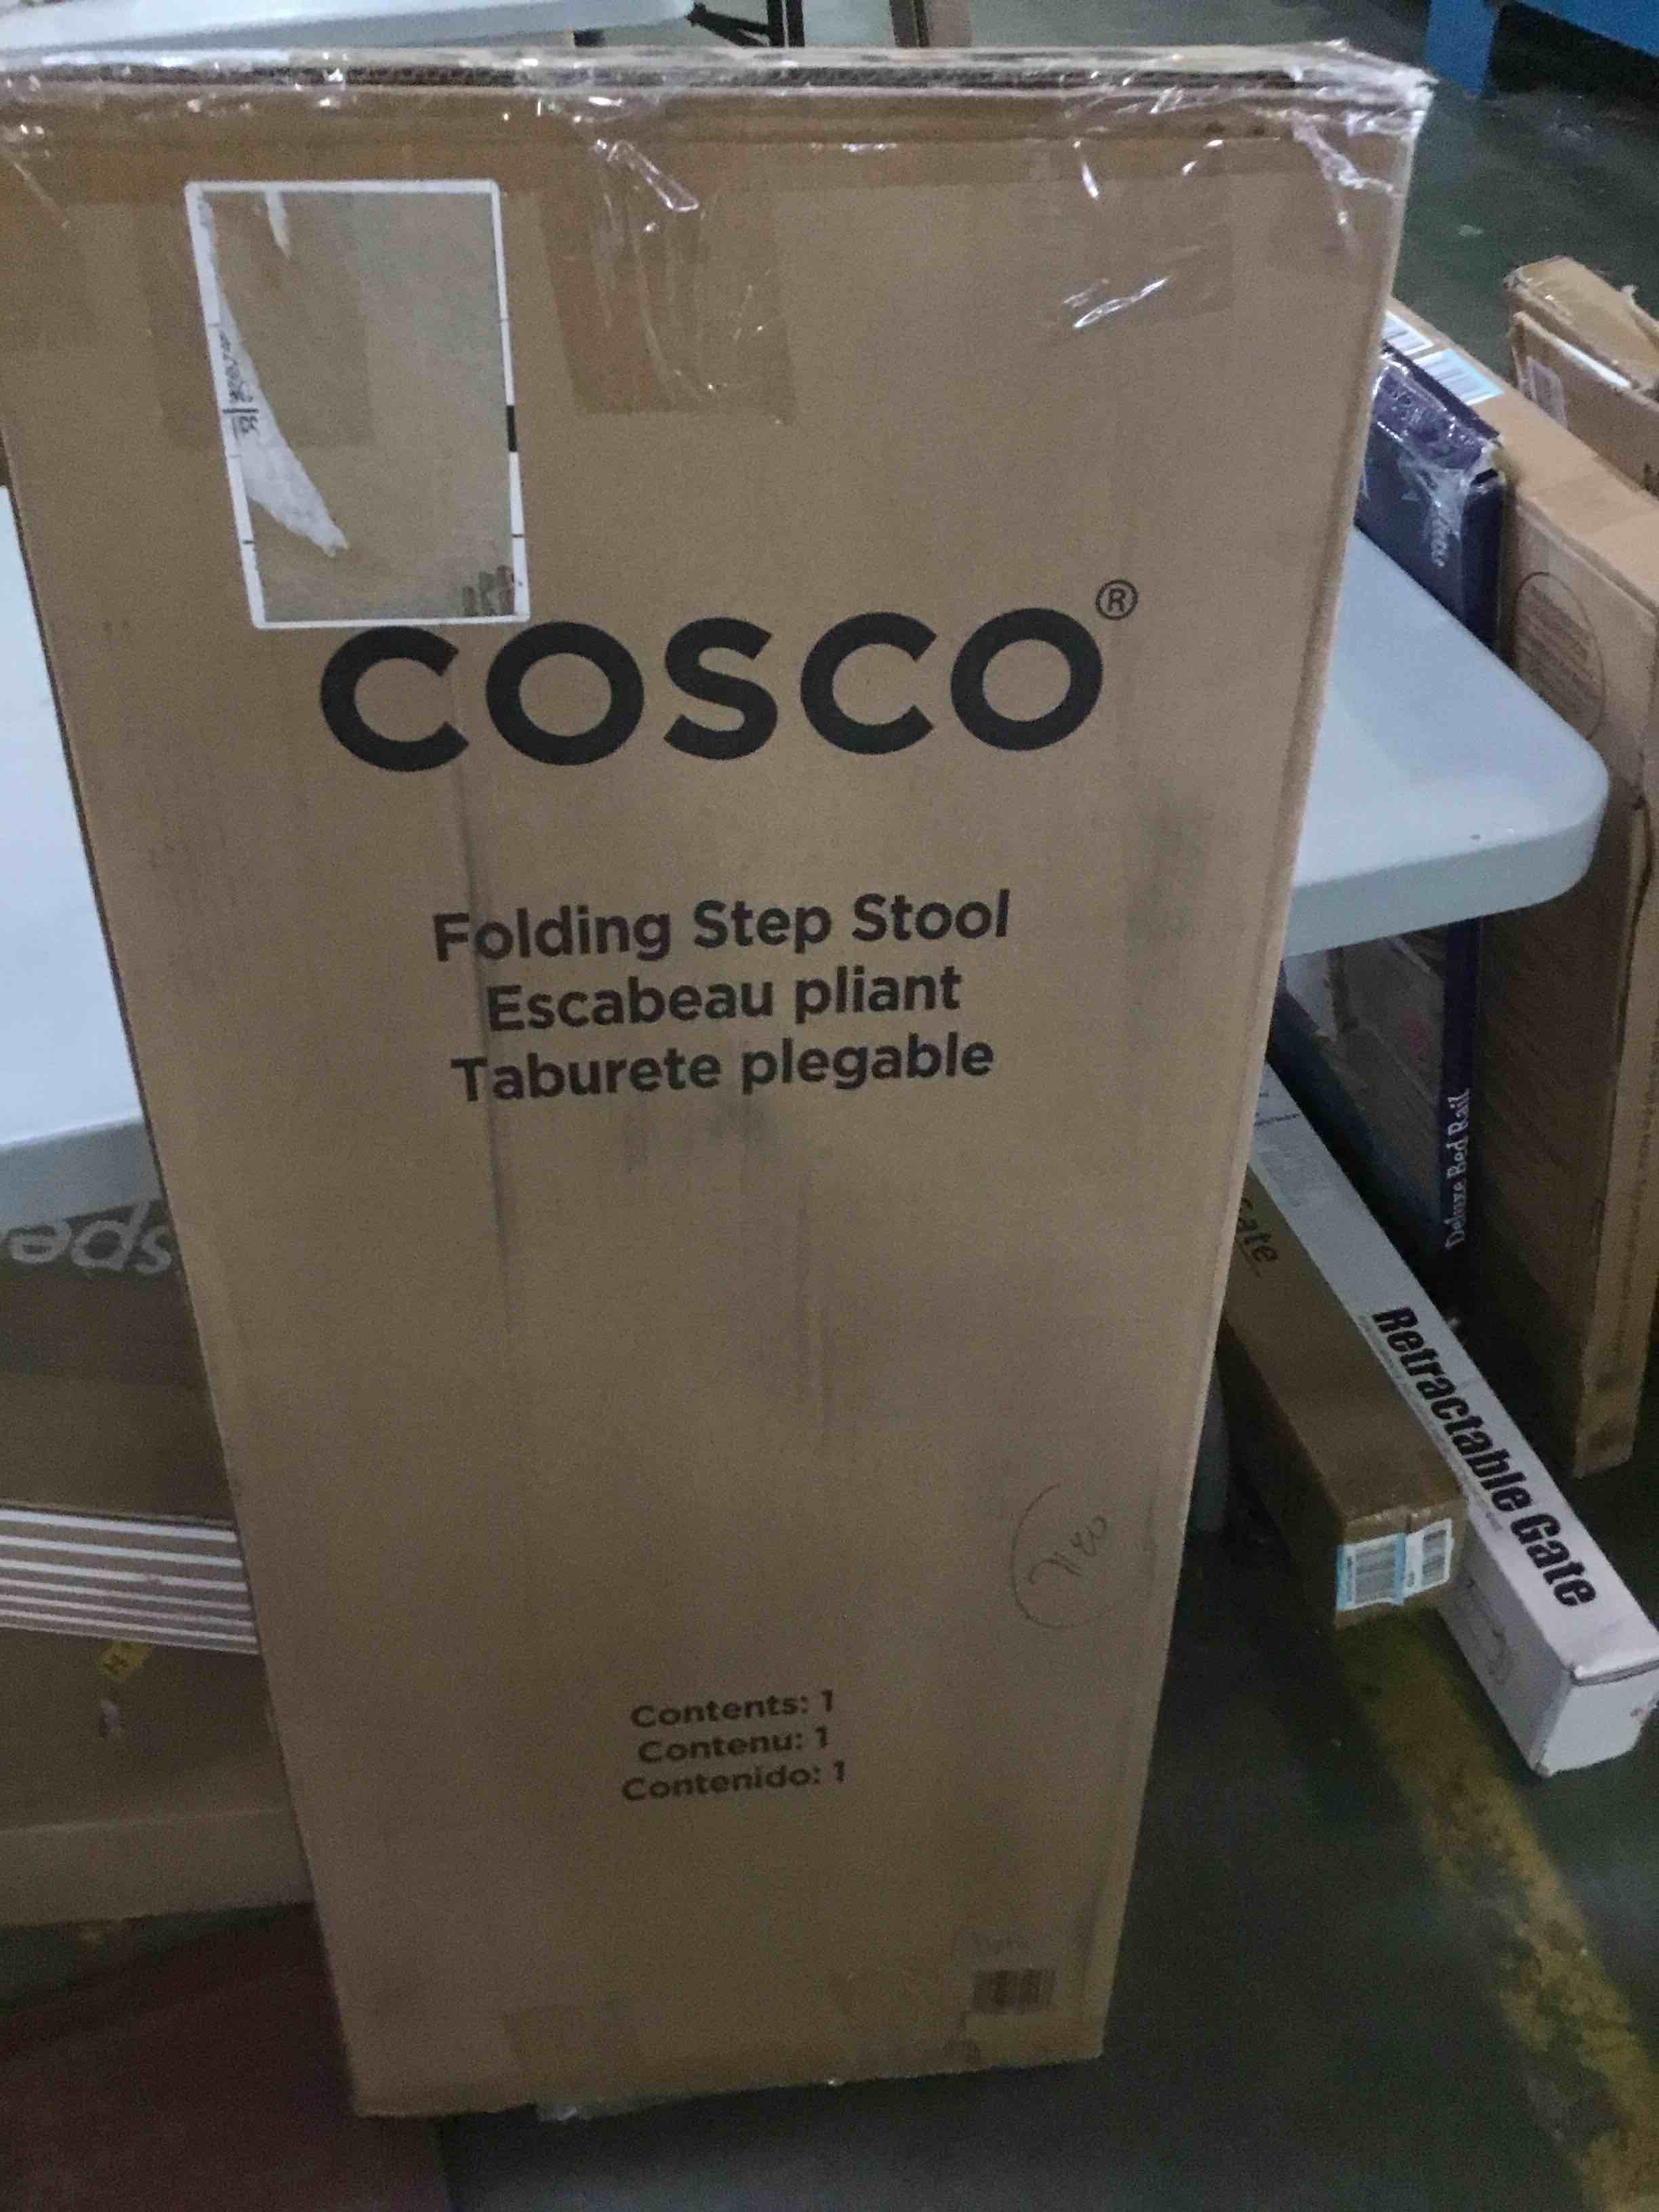 COSCO®
Folding Step Stool
Escabeau pliant
Taburete plegable
Contents: 1
Contenu: 1
Contenido: 1
Deluxe Bed Rail
Retractable Gate